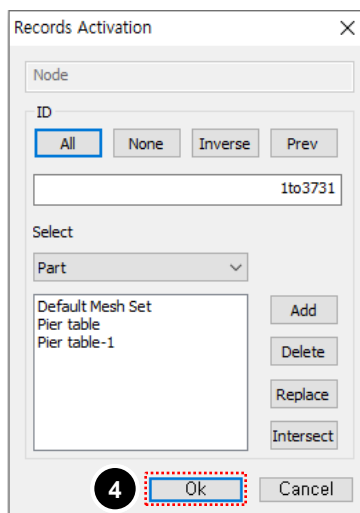 Records Activation
Node
ID
All None Inverse Prev
1to3731
Select
Part
Default Mesh Set
Pier table
Pier table-1
Add
Delete
Replace
Intersect
4 Ok Cancel